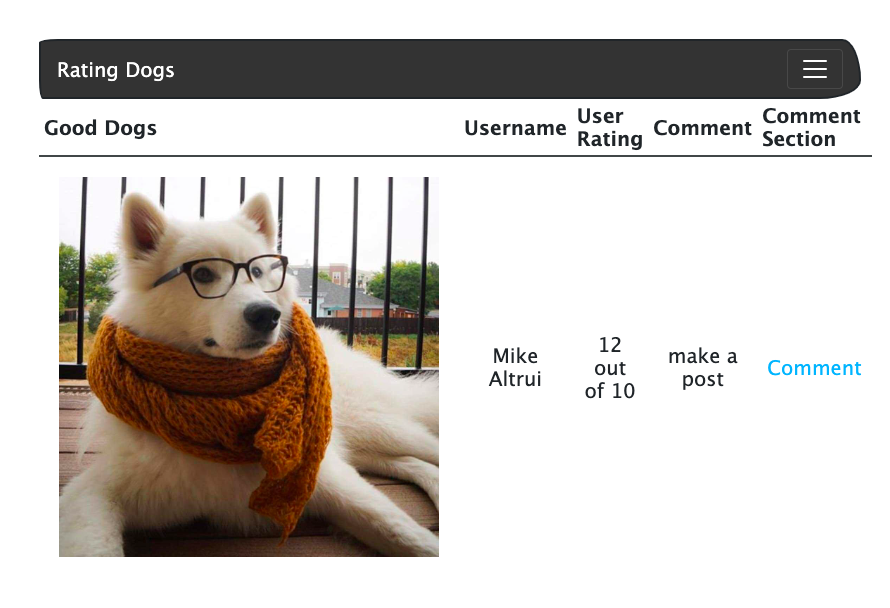 Rating Dogs
Good Dogs
Username
User
Rating
Comment
Comment
Section
Mike
Altrui
12
out
of 10
make a
post
Comment